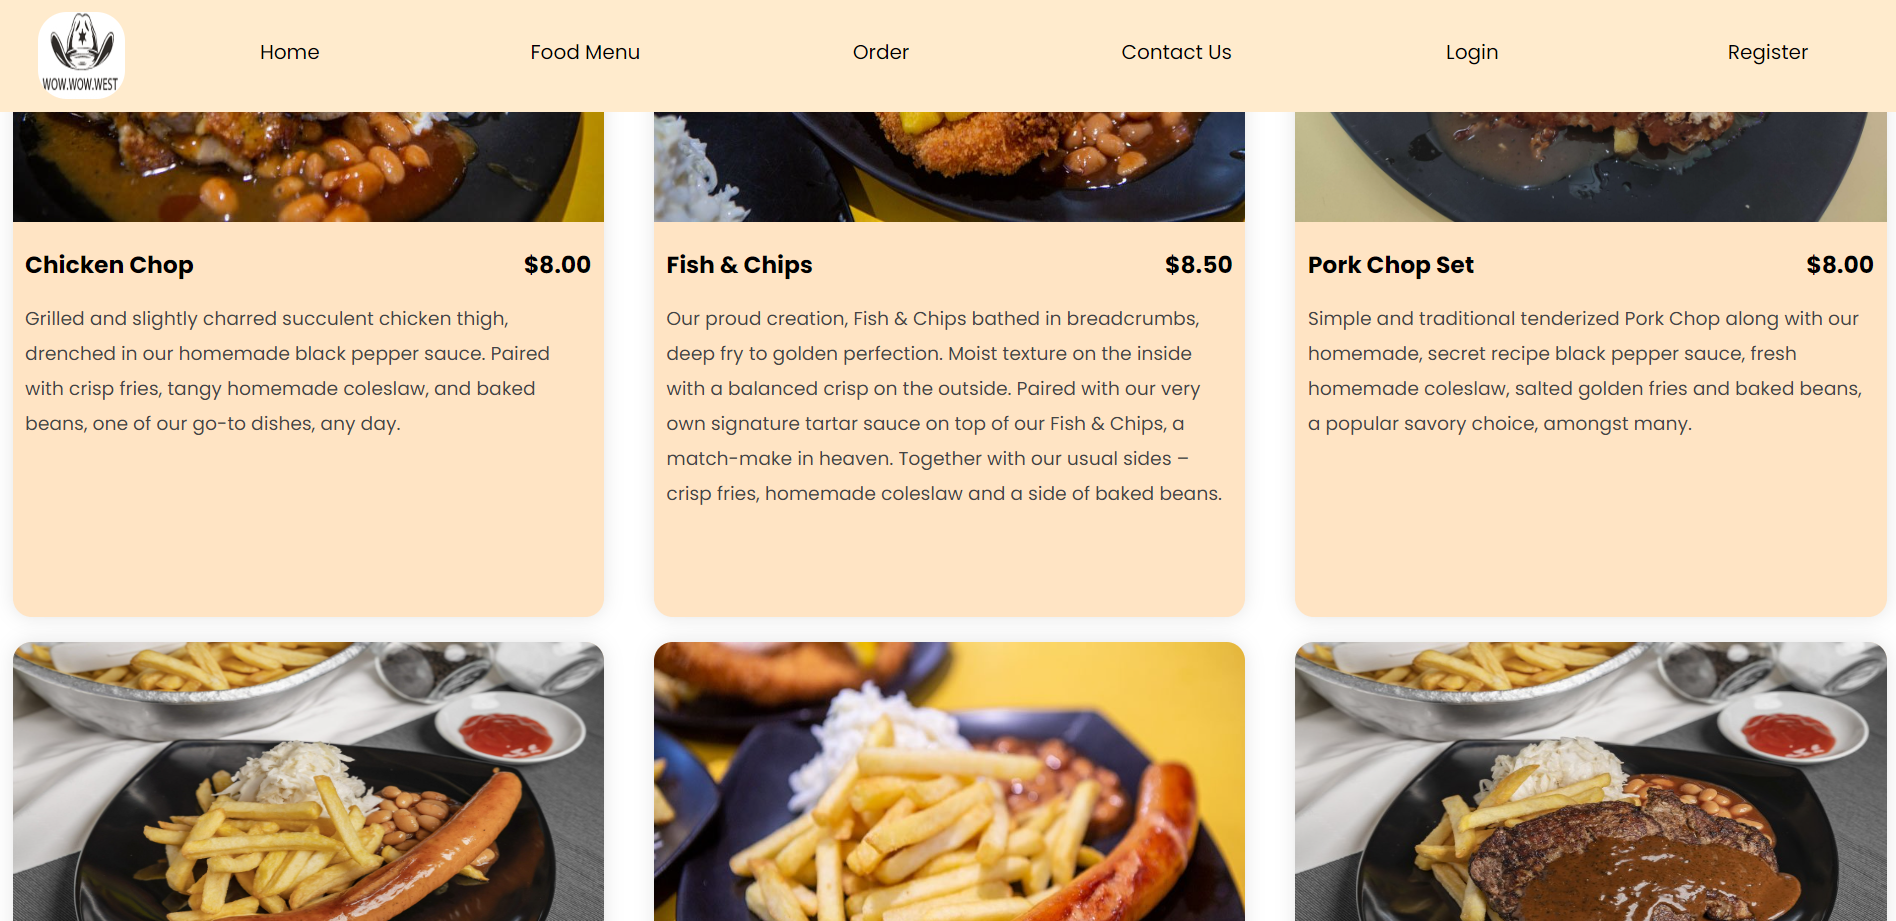 WOW.WOW.WEST
Home
Food Menu
Order
Contact Us
Login
Register
Chicken Chop
$8.00
Grilled and slightly charred succulent chicken thigh,
drenched in our homemade black pepper sauce. Paired
with crisp fries, tangy homemade coleslaw, and baked
beans, one of our go-to dishes, any day.
Fish & Chips
$8.50
Our proud creation, Fish & Chips bathed in breadcrumbs,
deep fry to golden perfection. Moist texture on the inside
with a balanced crisp on the outside. Paired with our very
own signature tartar sauce on top of our Fish & Chips, a
match-make in heaven. Together with our usual sides –
crisp fries, homemade coleslaw and a side of baked beans.
Pork Chop Set
$8.00
Simple and traditional tenderized Pork Chop along with our
homemade, secret recipe black pepper sauce, fresh
homemade coleslaw, salted golden fries and baked beans,
a popular savory choice, amongst many.